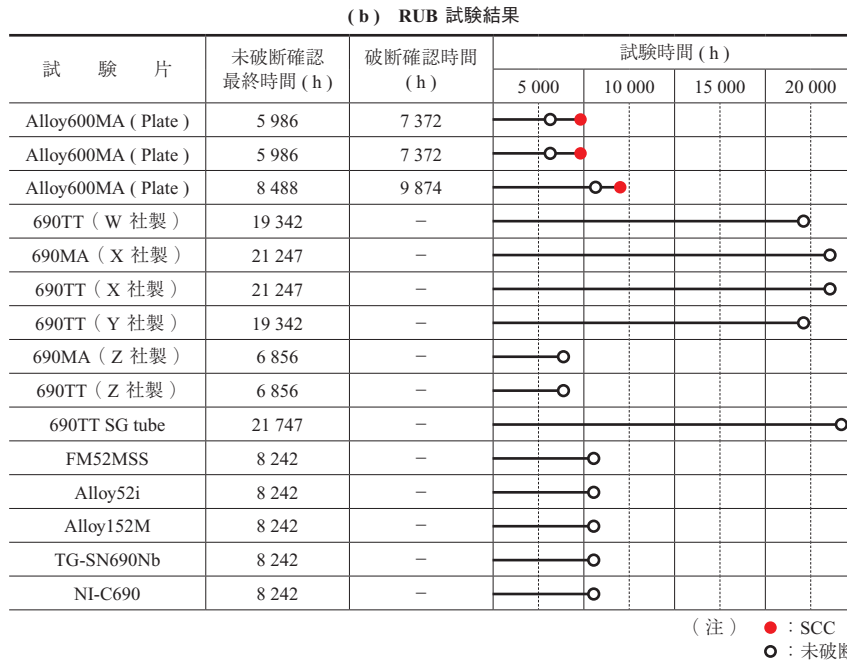 ( b ) RUB 試験結果
試 験 片 未破断確認 最終時間 ( h ) 破断確認時間 ( h ) 試験時間 ( h )
5 000 10 000 15 000 20 000
Alloy600MA ( Plate ) 5 986 7 372
Alloy600MA ( Plate ) 5 986 7 372
Alloy600MA ( Plate ) 8 488 9 874
690TT ( W 社製 ) 19 342 −
690MA ( X 社製 ) 21 247 −
690TT ( X 社製 ) 21 247 −
690TT ( Y 社製 ) 19 342 −
690MA ( Z 社製 ) 6 856 −
690TT ( Z 社製 ) 6 856 −
690TT SG tube 21 747 −
FM52MSS 8 242 −
Alloy52i 8 242 −
Alloy152M 8 242 −
TG-SN690Nb 8 242 −
NI-C690 8 242 −
( 注 ) ● : SCC
○ : 未破断